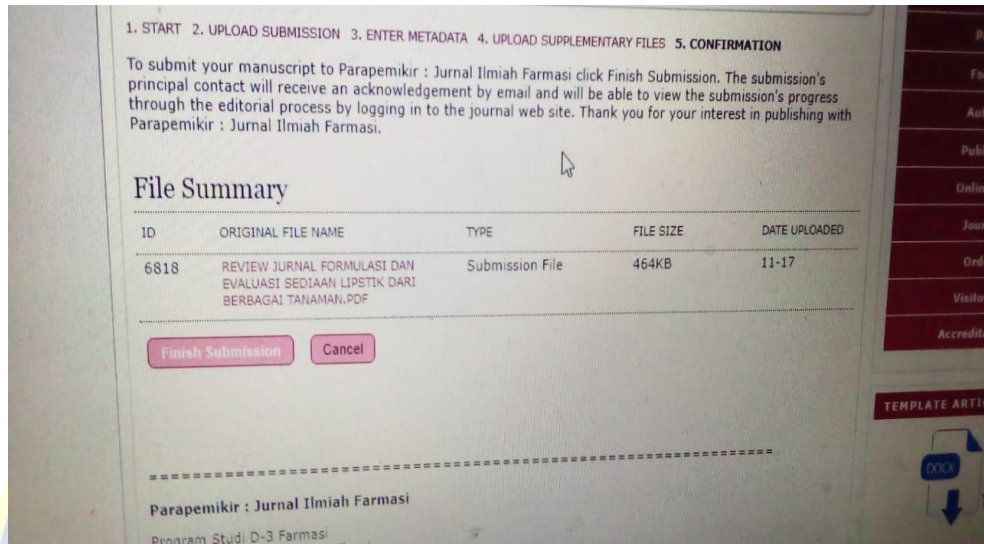 1. START 2. UPLOAD SUBMISSION 3. ENTER METADATA 4. UPLOAD SUPPLEMENTARY FILES 5. CONFIRMATION
To submit your manuscript to Parapemikir : Jurnal Ilmiah Farmasi click Finish Submission. The submission's
principal contact will receive an acknowledgement by email and will be able to view the submission's progress
through the editorial process by logging in to the journal web site. Thank you for your interest in publishing with
Parapemikir : Jurnal Ilmiah Farmasi.
File Summary
ID ORIGINAL FILE NAME TYPE FILE SIZE DATE UPLOADED
6818 REVIEW JURNAL FORMULASI DAN Submission File 464KB 11-17
EVALUASI SEDIAAN LIPSTIK DARI
BERBAGAI TANAMAN.PDF
Finish Submission Cancel
Parapemikir : Jurnal Ilmiah Farmasi
Program Studi D-3 Farmasi
TEMPLATE
DOCX